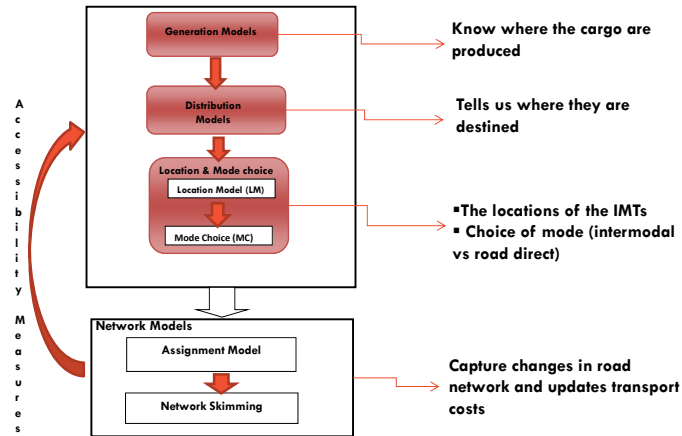 Generation Models
Know where the cargo are
produced
Distribution
Models
Tells us where they are
destined
Location & Mode choice
Location Model (LM)
Mode Choice (MC)
▪The locations of the IMTs
▪ Choice of mode (intermodal
vs road direct)
Accessibility Measures
Network Models
Assignment Model
Network Skimming
Capture changes in road
network and updates transport
costs